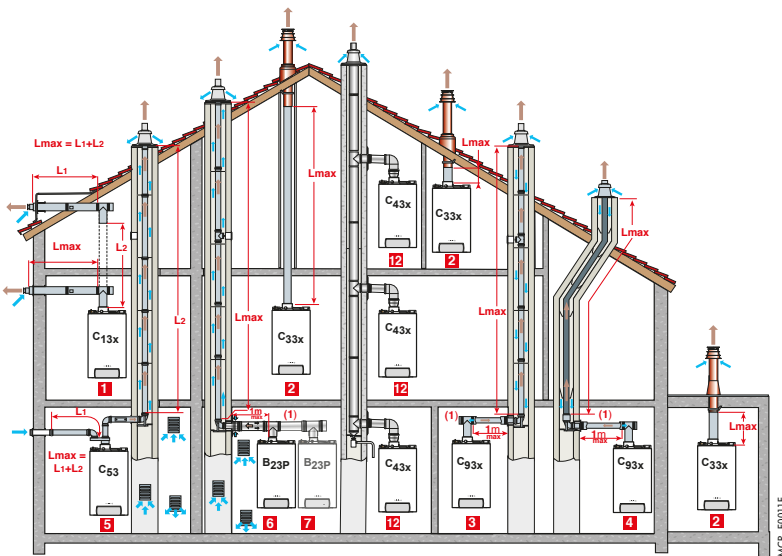 Lmax = L1+L2
L1
Lmax
L2
C13x
1
L1
Lmax =
L1+L2
C53
5
L2
Lmax
1m
max
(1)
B23P
6
B23P
7
Lmax
C33x
2
C43x
12
C43x
12
C43x
12
Lmax
C33x
2
Lmax
(1)
1m
max
C93x
3
Lmax
(1)
1m
max
C93x
4
Lmax
C33x
2